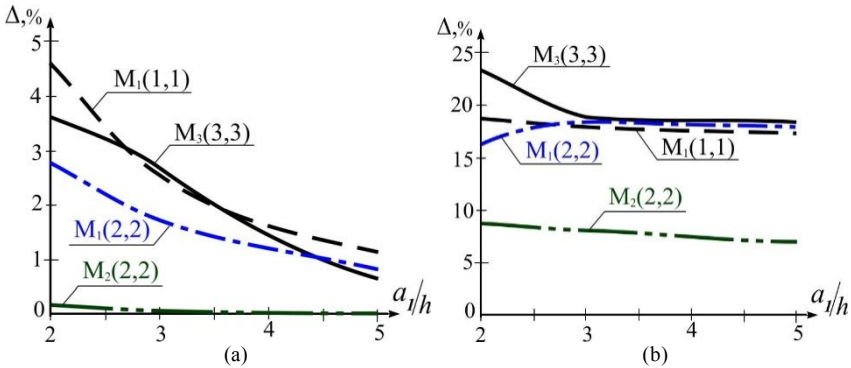 Δ,%
5
4
3
2
1
0
M₁(1,1)
M₃(3,3)
M₁(2,2)
M₂(2,2)
2
3
4
5
a₁/h
(a)
Δ,%
25
20
15
10
5
0
M₃(3,3)
M₁(2,2)
M₁(1,1)
M₂(2,2)
2
3
4
5
a₁/h
(b)